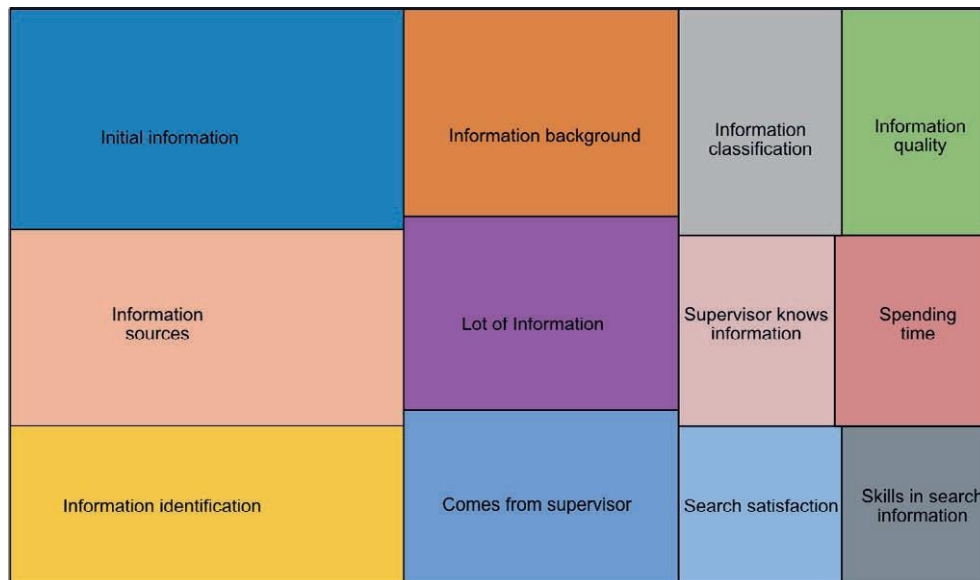 Initial information
Information background
Information
classification
Information
quality
Information
sources
Lot of Information
Supervisor knows
information
Spending
time
Information identification
Comes from supervisor
Search satisfaction
Skills in search
information